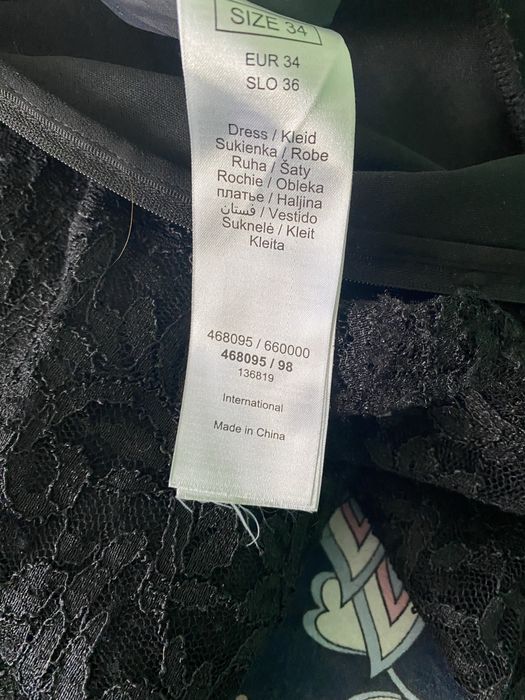 SIZE 34
EUR 34
SLO 36
Dress / Kleid
Sukienka / Robe
Ruha / Šaty
Rochie / Obleka
платье / Haljina
فستان / Vestido
Suknelė / Kleit
Kleita
468095 / 660000
468095 / 98
136819
International
Made in China